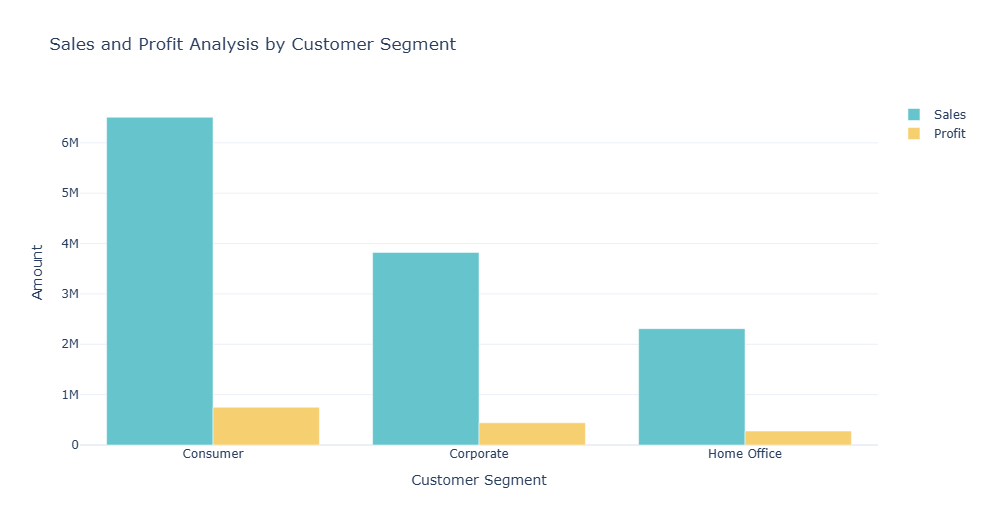 Sales and Profit Analysis by Customer Segment
Sales
Profit
Amount
6M
5M
4M
3M
2M
1M
0
Consumer
Corporate
Home Office
Customer Segment